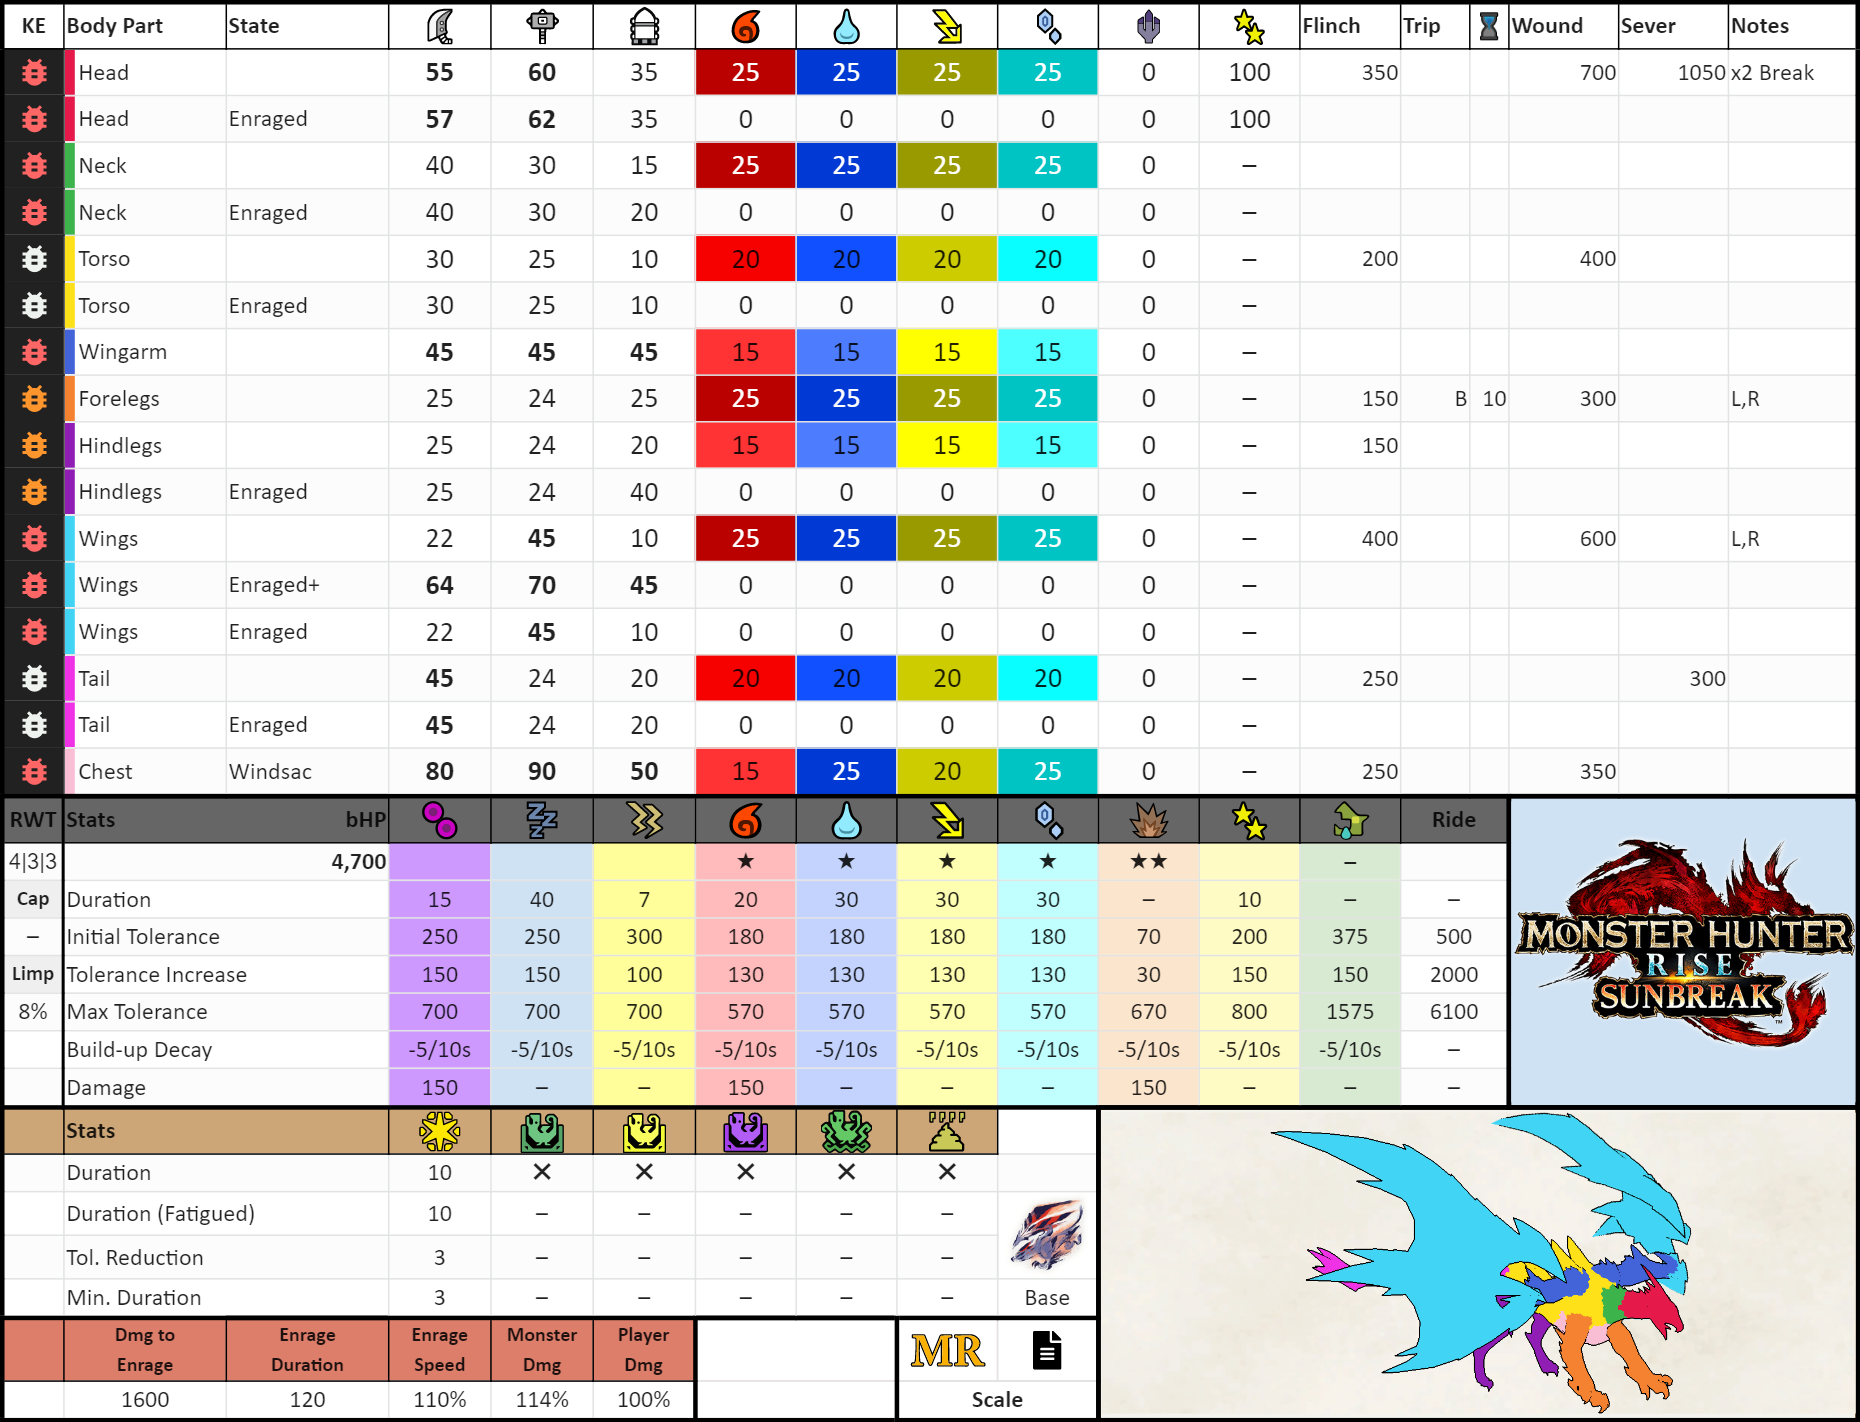 KE Body Part State Flinch Trip Wound Sever Notes
Head 55 60 35 25 25 25 25 0 100 350 700 1050 x2 Break
Head Enraged 57 62 35 0 0 0 0 0 100
Neck 40 30 15 25 25 25 25 0 –
Neck Enraged 40 30 20 0 0 0 0 0 –
Torso 30 25 10 20 20 20 20 0 – 200 400
Torso Enraged 30 25 10 0 0 0 0 0 –
Wingarm 45 45 45 15 15 15 15 0 –
Forelegs 25 24 25 25 25 25 25 0 – 150 B 10 300 L,R
Hindlegs 25 24 20 15 15 15 15 0 – 150
Hindlegs Enraged 25 24 40 0 0 0 0 0 –
Wings 22 45 10 25 25 25 25 0 – 400 600 L,R
Wings Enraged+ 64 70 45 0 0 0 0 0 –
Wings Enraged 22 45 10 0 0 0 0 0 –
Tail 45 24 20 20 20 20 20 0 – 250 300
Tail Enraged 45 24 20 0 0 0 0 0 –
Chest Windsac 80 90 50 15 25 20 25 0 – 250 350
RWT Stats bHP Ride
4|3|3 4,700 ★ ★ ★ ★ ★★ –
Cap Duration 15 40 7 20 30 30 30 – 10 – –
– Initial Tolerance 250 250 300 180 180 180 180 70 200 375 500
Limp Tolerance Increase 150 150 100 130 130 130 130 30 150 150 2000
8% Max Tolerance 700 700 700 570 570 570 570 670 800 1575 6100
Build-up Decay -5/10s -5/10s -5/10s -5/10s -5/10s -5/10s -5/10s -5/10s -5/10s -5/10s –
Damage 150 – – 150 – – – 150 – – –
MONSTER HUNTER
RISE
SUNBREAK™
Stats
Duration 10 ✕ ✕ ✕ ✕ ✕
Duration (Fatigued) 10 – – – – –
Tol. Reduction 3 – – – – –
Min. Duration 3 – – – – – Base
Dmg to Enrage Enrage Monster Player
Enrage Duration Speed Dmg Dmg
MR
1600 120 110% 114% 100% Scale